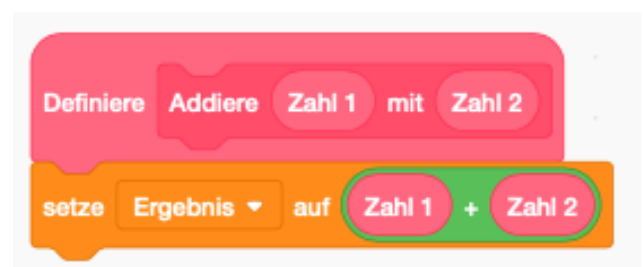 Definiere Addiere Zahl 1 mit Zahl 2
setze Ergebnis auf Zahl 1 + Zahl 2